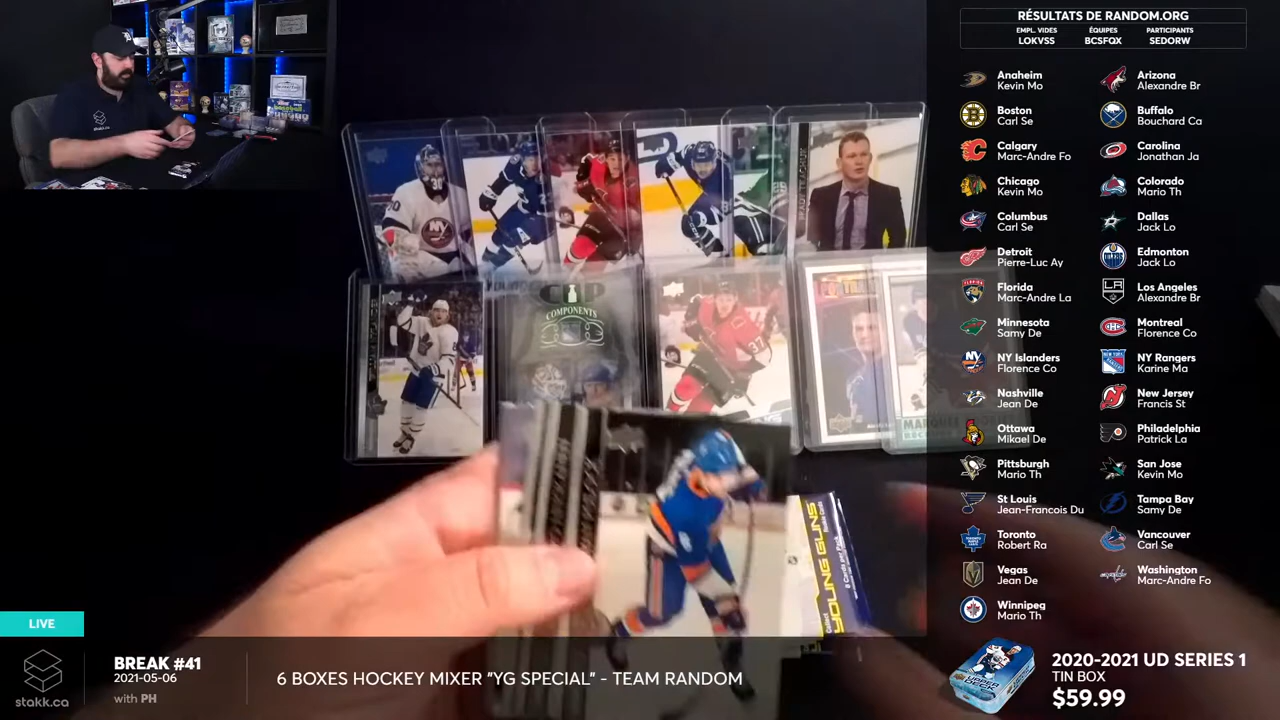 RÉSULTATS DE RANDOM.ORG
EMPL. VIDES
LOKVSS
ÉQUIPES
BCSFQX
PARTICIPANTS
SEDORW
Anaheim
Kevin Mo
Arizona
Alexandre Br
Boston
Carl Se
Buffalo
Bouchard Ca
Calgary
Marc-Andre Fo
Carolina
Jonathan Ja
Chicago
Kevin Mo
Colorado
Mario Th
Columbus
Carl Se
Dallas
Jack Lo
Detroit
Pierre-Luc Ay
Edmonton
Jack Lo
Florida
Marc-Andre La
Los Angeles
Alexandre Br
Minnesota
Samy De
Montreal
Florence Co
NY Islanders
Florence Co
NY Rangers
Karine Ma
Nashville
Jean De
New Jersey
Francis St
Ottawa
Mikael De
Philadelphia
Patrick La
Pittsburgh
Mario Th
San Jose
Kevin Mo
St Louis
Jean-Francois Du
Tampa Bay
Samy De
Toronto
Robert Ra
Vancouver
Carl Se
Vegas
Jean De
Washington
Marc-Andre Fo
Winnipeg
Mario Th
BRADY TKACHUK
CUP
COMPONENTS
MARQUEE
YOUNG GUNS
LIVE
stakk.ca
BREAK #41
2021-05-06
with PH
6 BOXES HOCKEY MIXER "YG SPECIAL" - TEAM RANDOM
2020-2021 UD SERIES 1
TIN BOX
$59.99